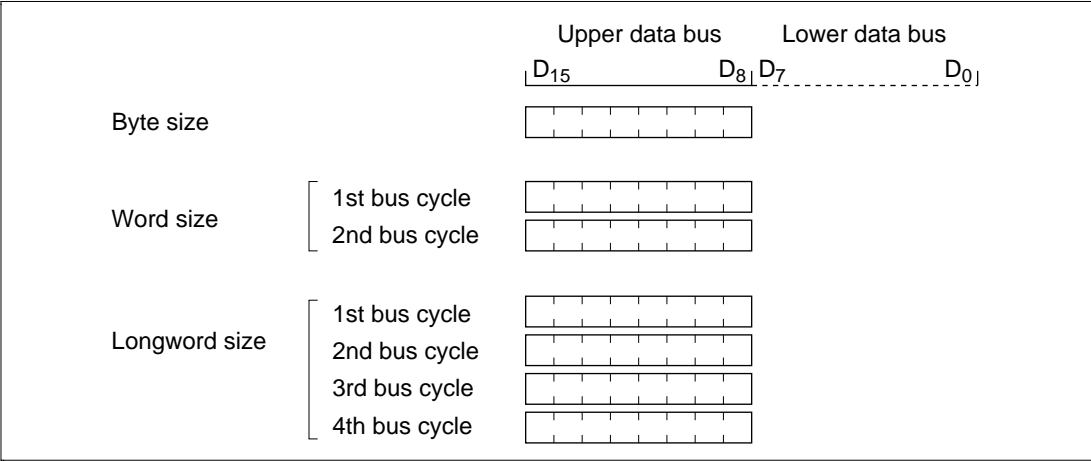 Upper data bus Lower data bus
D15 D8 D7 D0
Byte size
1st bus cycle
Word size
2nd bus cycle
1st bus cycle
Longword size
2nd bus cycle
3rd bus cycle
4th bus cycle